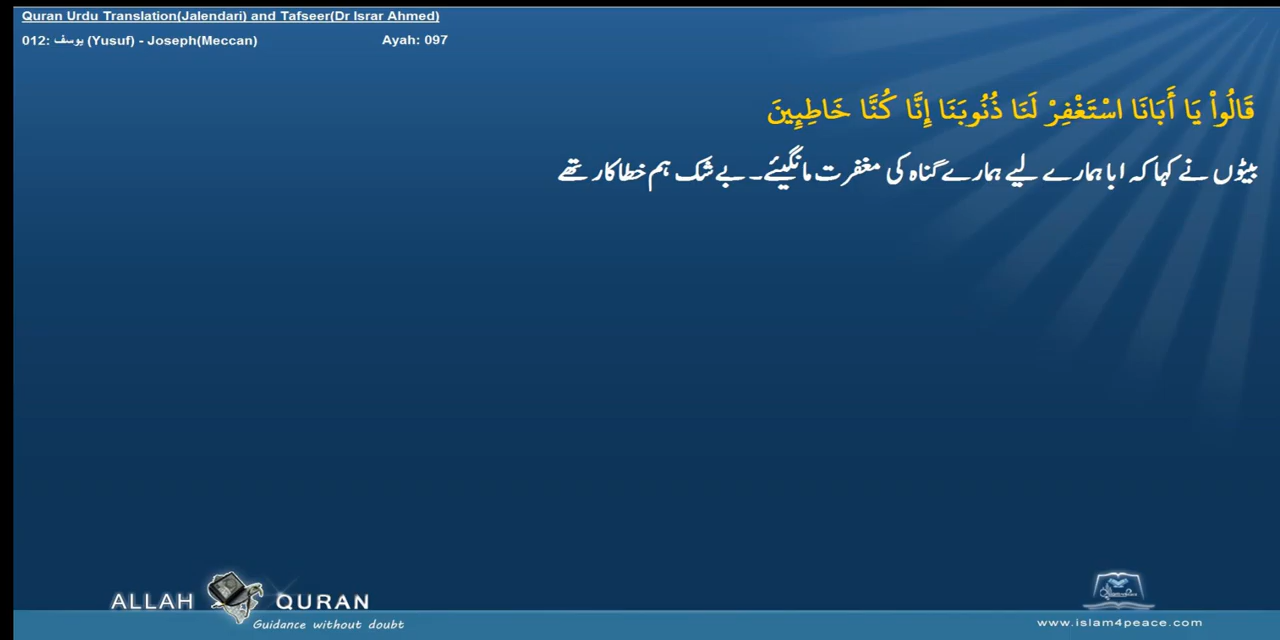 Quran Urdu Translation(Jalendari) and Tafseer(Dr Israr Ahmed)
012: يوسف (Yusuf) - Joseph(Meccan) Ayah: 097
قَالُواْ يَا أَبَانَا اسْتَغْفِرْ لَنَا ذُنُوبَنَا إِنَّا كُنَّا خَاطِئِينَ
بیٹوں نے کہا کہ ابا ہمارے لیے ہمارے گناہ کی مغفرت مانگیئے۔ بے شک ہم خطاکار تھے
ALLAH QURAN
Guidance without doubt
www.islam4peace.com